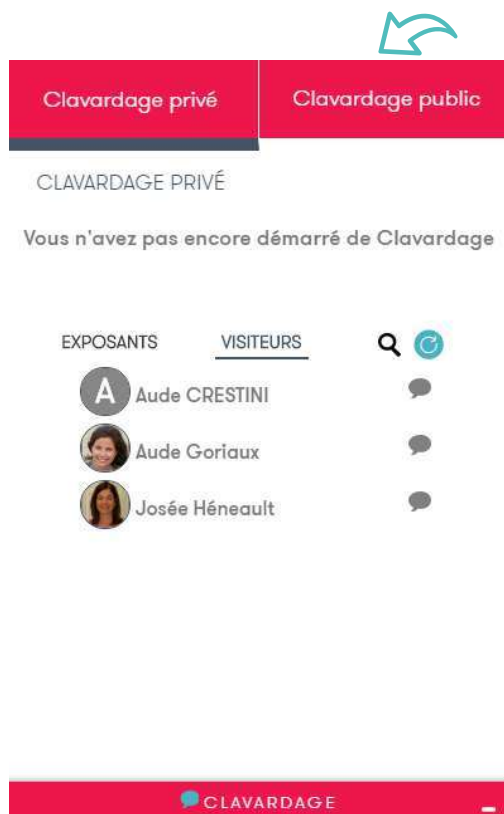 Clavardage privé
Clavardage public
CLAVARDAGE PRIVÉ
Vous n'avez pas encore démarré de Clavardage
EXPOSANTS VISITEURS
A Aude CRESTINI
Aude Goriaux
Josée Héneault
CLAVARDAGE